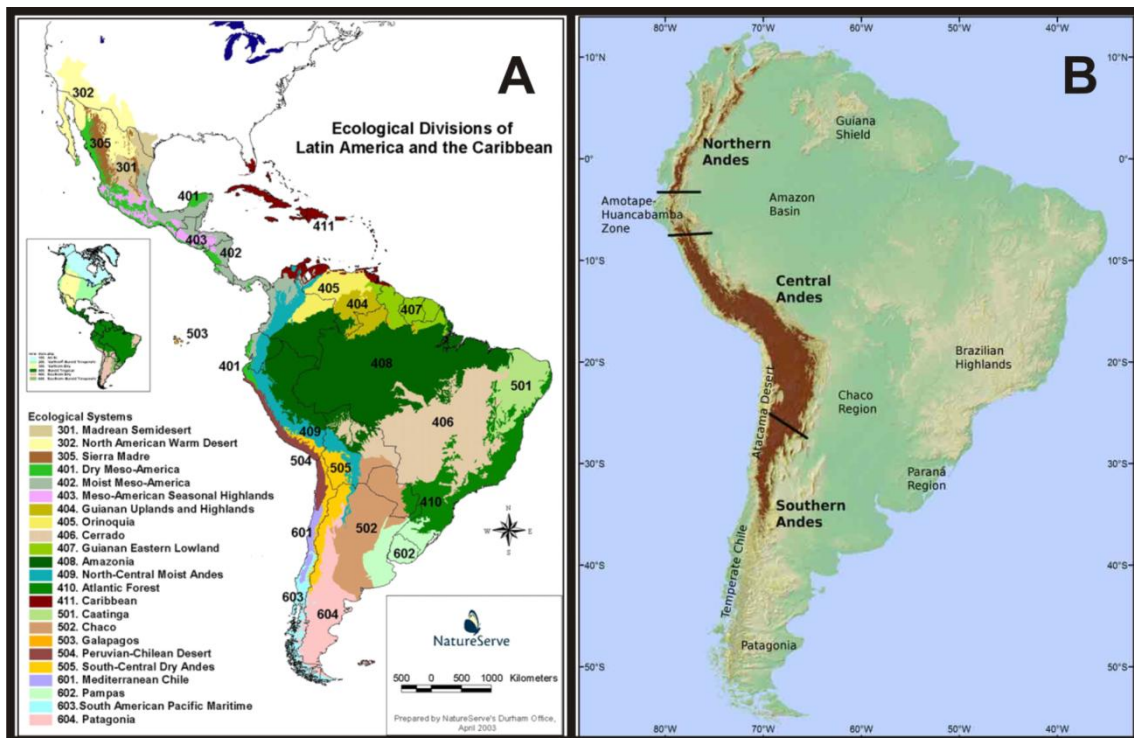 A
Ecological Divisions of
Latin America and the Caribbean
302
305
301
401
411
403
402
405
404
407
503
401
408
501
406
409
504
505
410
601
502
602
603
604
N
W
E
S
Ecological Systems
301. Madrean Semidesert
302. North American Warm Desert
305. Sierra Madre
401. Dry Meso-America
402. Moist Meso-America
403. Meso-American Seasonal Highlands
404. Guianan Uplands and Highlands
405. Orinoquia
406. Cerrado
407. Guianan Eastern Lowland
408. Amazonia
409. North-Central Moist Andes
410. Atlantic Forest
411. Caribbean
501. Caatinga
502. Chaco
503. Galapagos
504. Peruvian-Chilean Desert
505. South-Central Dry Andes
601. Mediterranean Chile
602. Pampas
603.South American Pacific Maritime
604. Patagonia
NatureServe
500 0 500 1000 Kilometers
Prepared by NatureServe's Durham Office,
April 2003
B
80°W 70°W 60°W 50°W 40°W
10°N 10°N
0° 0°
10°S 10°S
20°S 20°S
30°S 30°S
40°S 40°S
50°S 50°S
80°W 70°W 60°W 50°W 40°W
Guiana
Shield
Northern
Andes
Amotape-
Huancabamba
Zone
Amazon
Basin
Central
Andes
Brazilian
Highlands
Atacama Desert
Chaco
Region
Paraná
Region
Southern
Andes
Temperate Chile
Patagonia